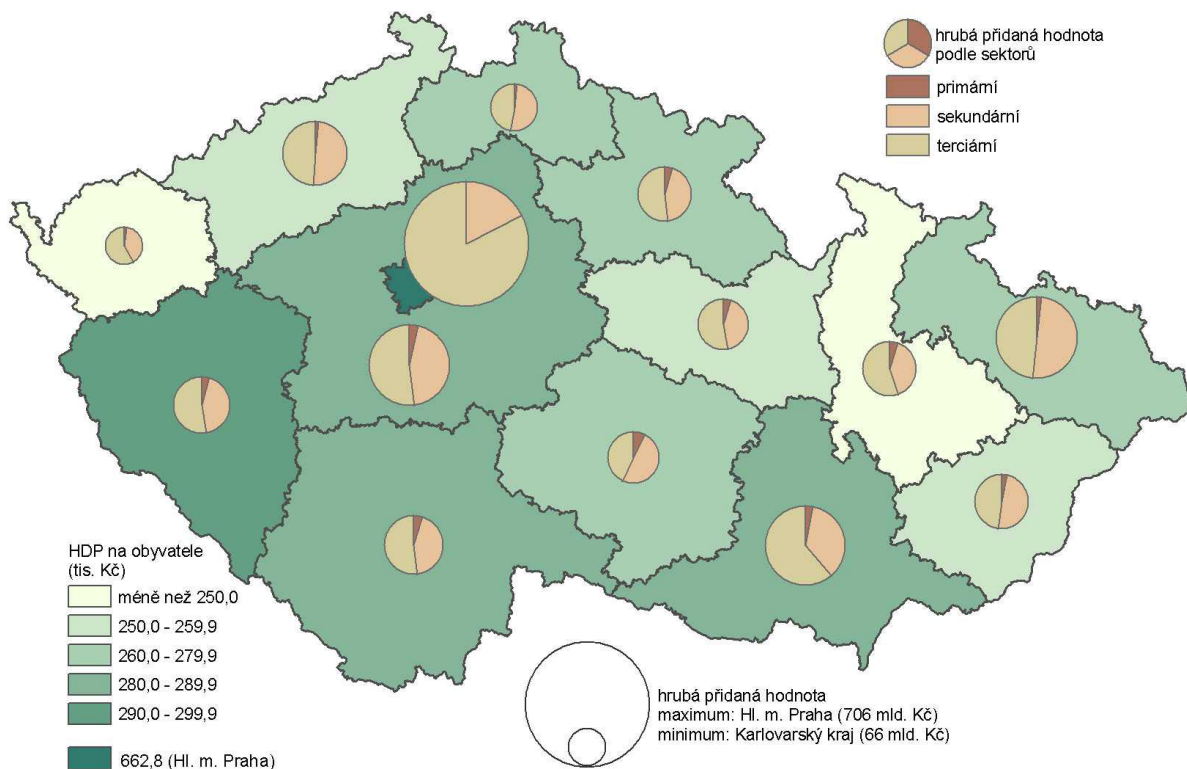 hrubá přidaná hodnota
podle sektorů
primární
sekundární
terciární
HDP na obyvatele
(tis. Kč)
méně než 250,0
250,0 - 259,9
260,0 - 279,9
280,0 - 289,9
290,0 - 299,9
662,8 (Hl. m. Praha)
hrubá přidaná hodnota
maximum: Hl. m. Praha (706 mld. Kč)
minimum: Karlovarský kraj (66 mld. Kč)